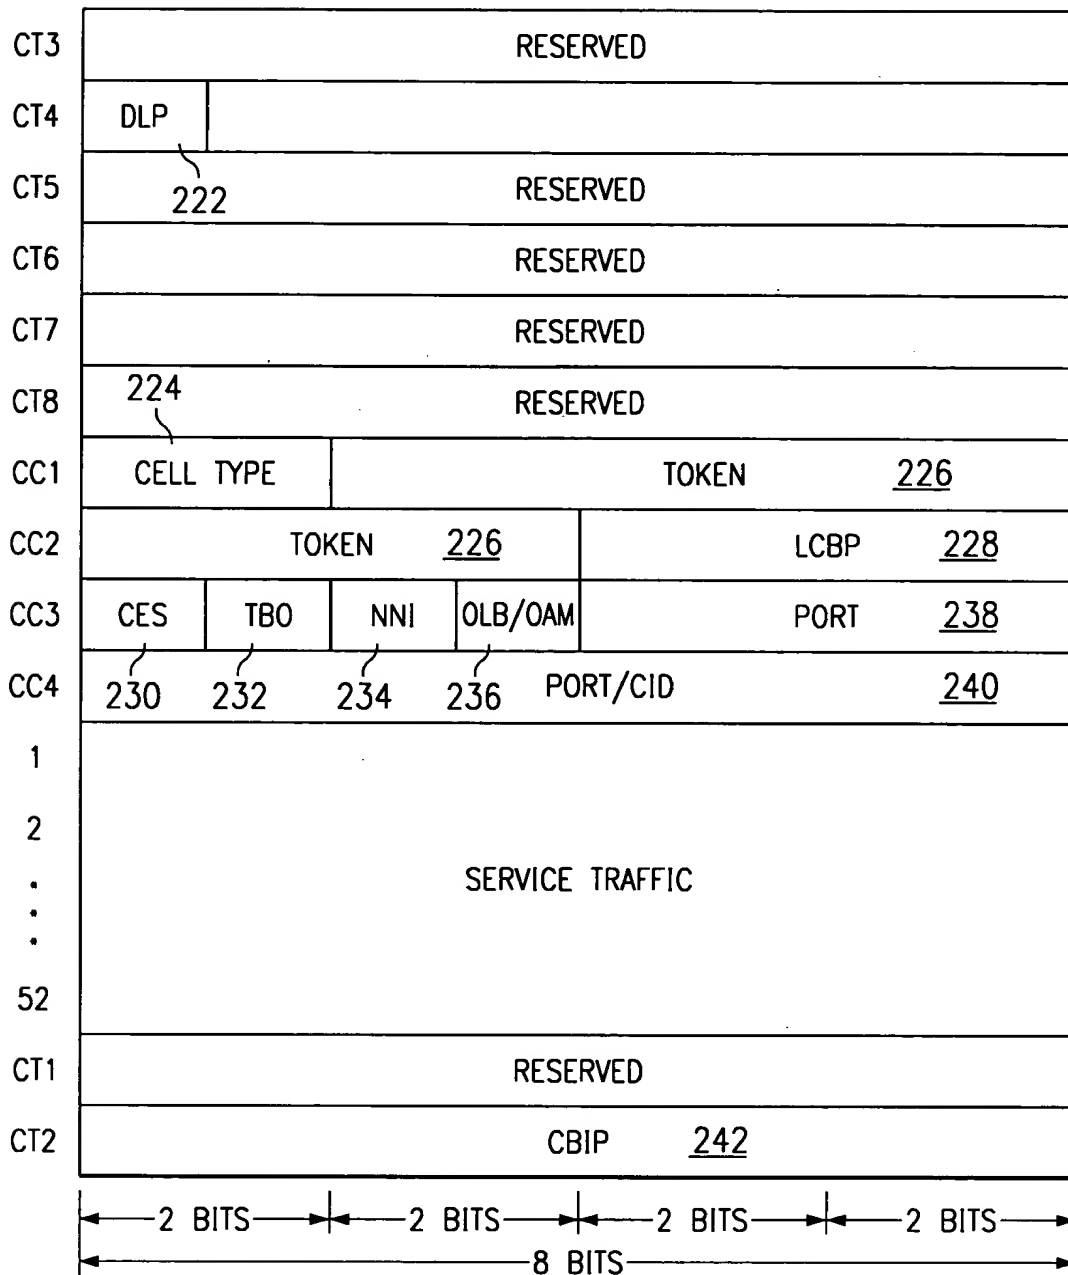 CT3 RESERVED
CT4 DLP
222
CT5 RESERVED
CT6 RESERVED
CT7 RESERVED
CT8 RESERVED
224
CC1 CELL TYPE TOKEN 226
CC2 TOKEN 226 LCBP 228
CC3 CES TBO NNI OLB/OAM PORT 238
CC4 230 232 234 236 PORT/CID 240
1
2
SERVICE TRAFFIC
52
CT1 RESERVED
CT2 CBIP 242
2 BITS 2 BITS 2 BITS 2 BITS
8 BITS